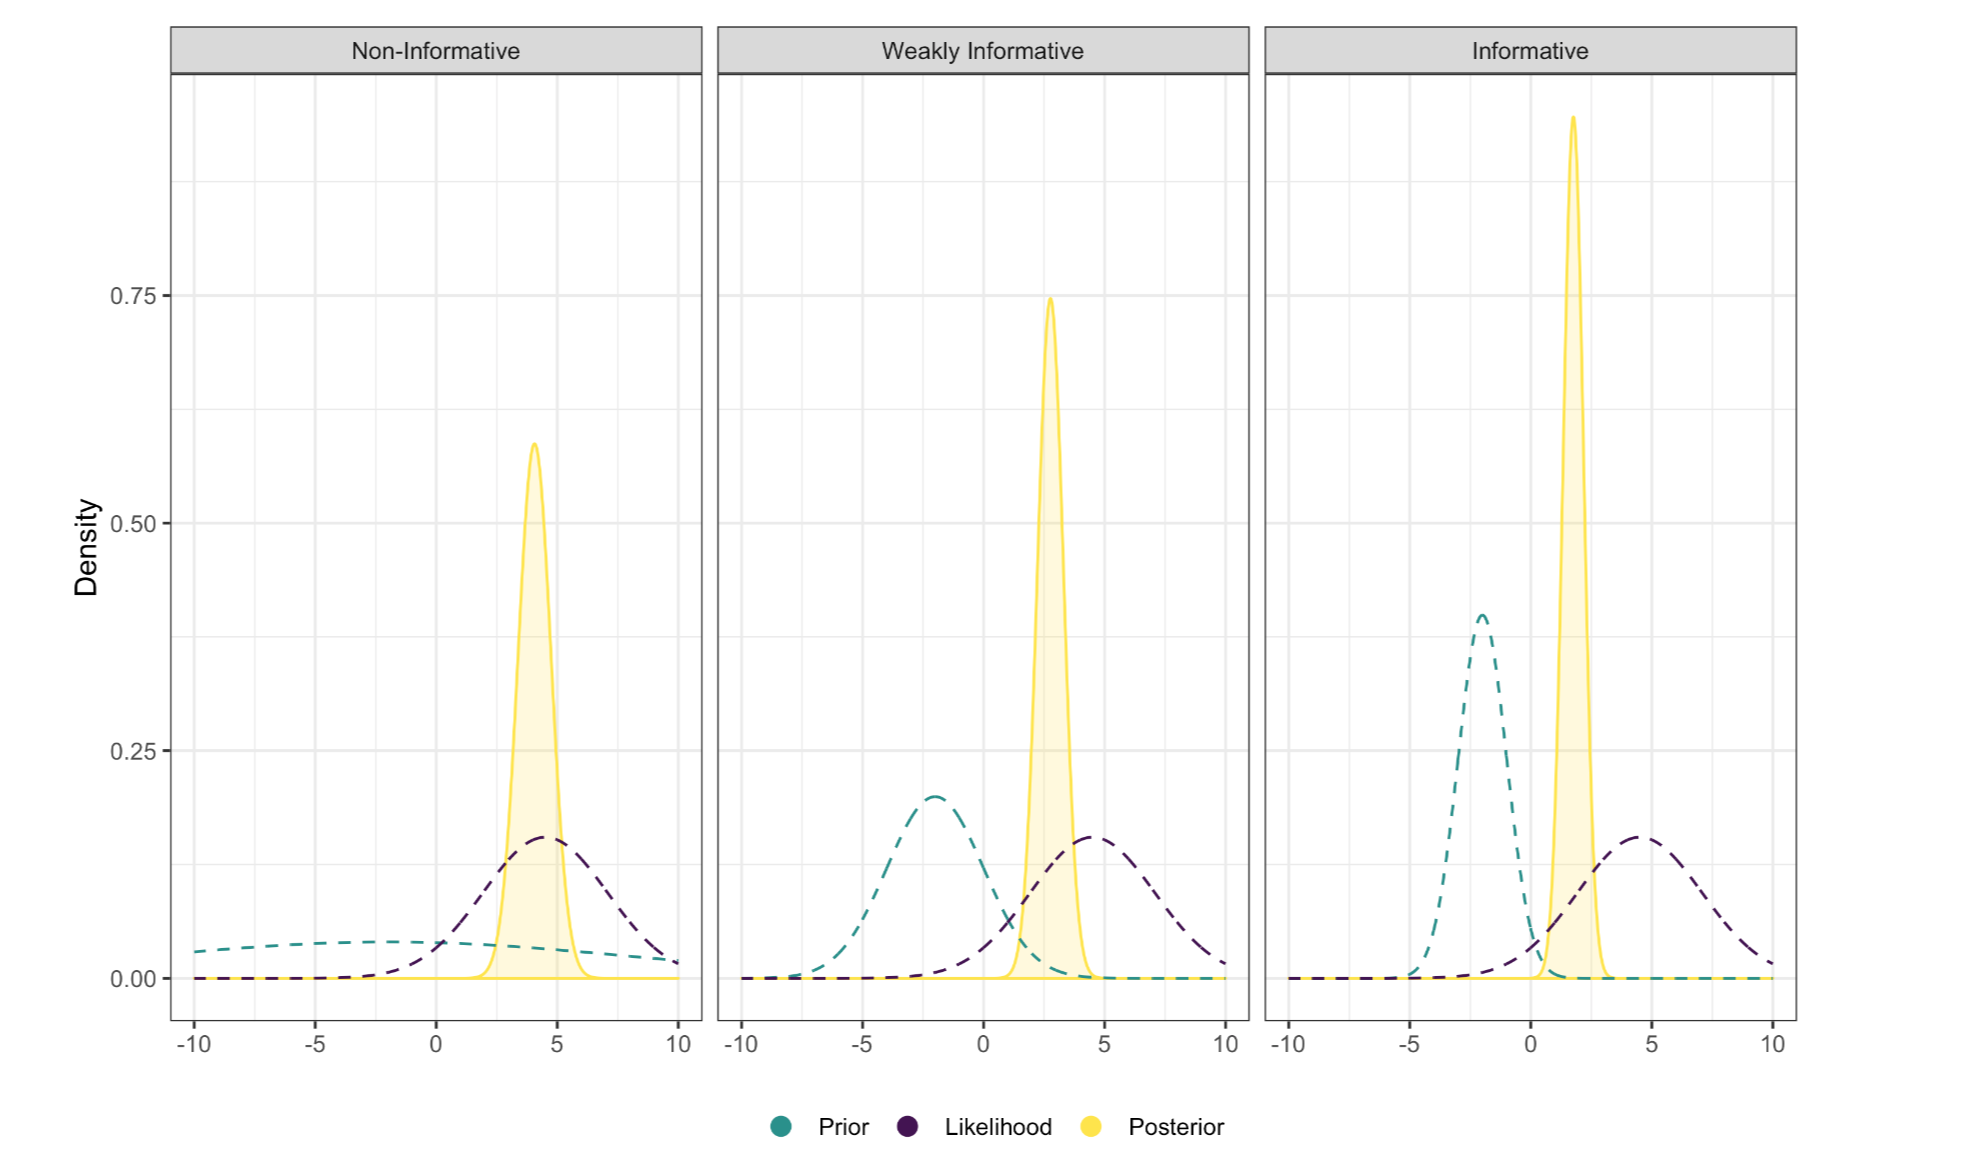 Non-Informative Weakly Informative Informative
Density
0.75
0.50
0.25
0.00
-10 -5 0 5 10 -10 -5 0 5 10 -10 -5 0 5 10
Prior Likelihood Posterior